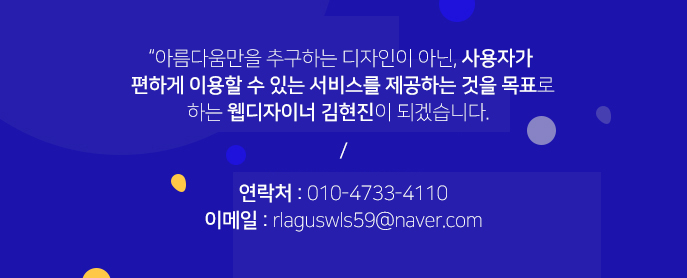 “아름다움만을 추구하는 디자인이 아닌, 사용자가
편하게 이용할 수 있는 서비스를 제공하는 것을 목표로
하는 웹디자이너 김현진이 되겠습니다.
/
연락처 : 010-4733-4110
이메일 : rlaguswls59@naver.com